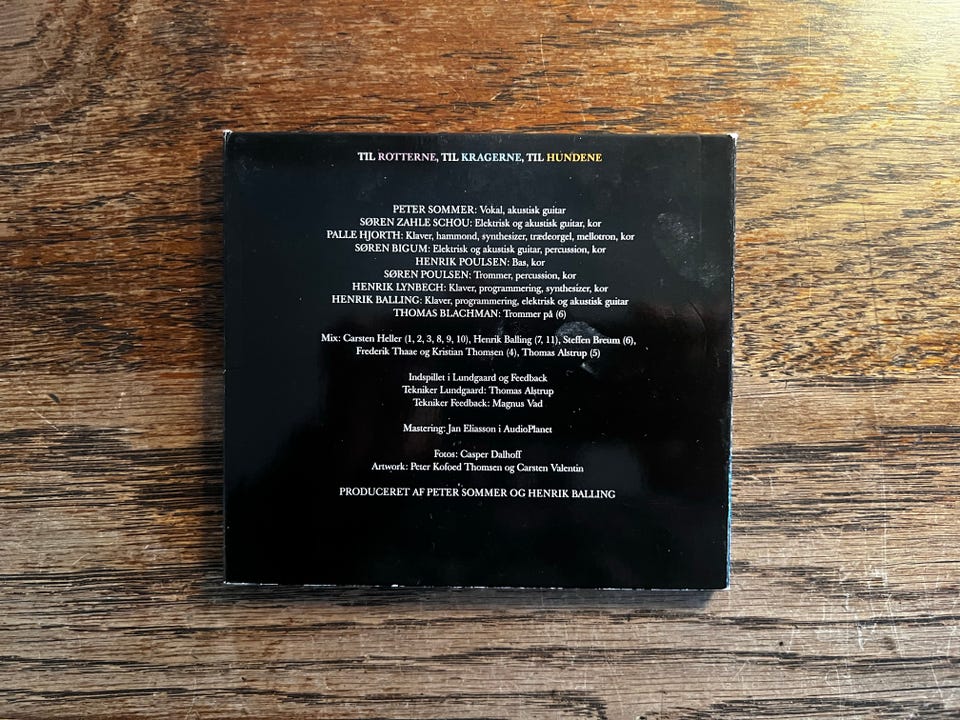 TIL ROTTERNE, TIL KRAGERNE, TIL HUNDENE
PETER SOMMER: Vokal, akustisk guitar
SØREN ZAHLE SCHOU: Elektrisk og akustisk guitar, kor
PALLE HJORTH: Klaver, hammond, synthesizer, trædeorgel, mellotron, kor
SØREN BIGUM: Elektrisk og akustisk guitar, percussion, kor
HENRIK POULSEN: Bas, kor
SØREN POULSEN: Trommer, percussion, kor
HENRIK LYNBECH: Klaver, programmering, synthesizer, kor
HENRIK BALLING: Klaver, programmering, elektrisk og akustisk guitar
THOMAS BLACHMAN: Trommer på (6)
Mix: Carsten Heller (1, 2, 3, 8, 9, 10), Henrik Balling (7, 11), Steffen Breum (6),
Frederik Thaae og Kristian Thomsen (4), Thomas Alstrup (5)
Indspillet i Lundgaard og Feedback
Tekniker Lundgaard: Thomas Alstrup
Tekniker Feedback: Magnus Vad
Mastering: Jan Eliasson i AudioPlanet
Fotos: Casper Dalhoff
Artwork: Peter Kofoed Thomsen og Carsten Valentin
PRODUCERET AF PETER SOMMER OG HENRIK BALLING